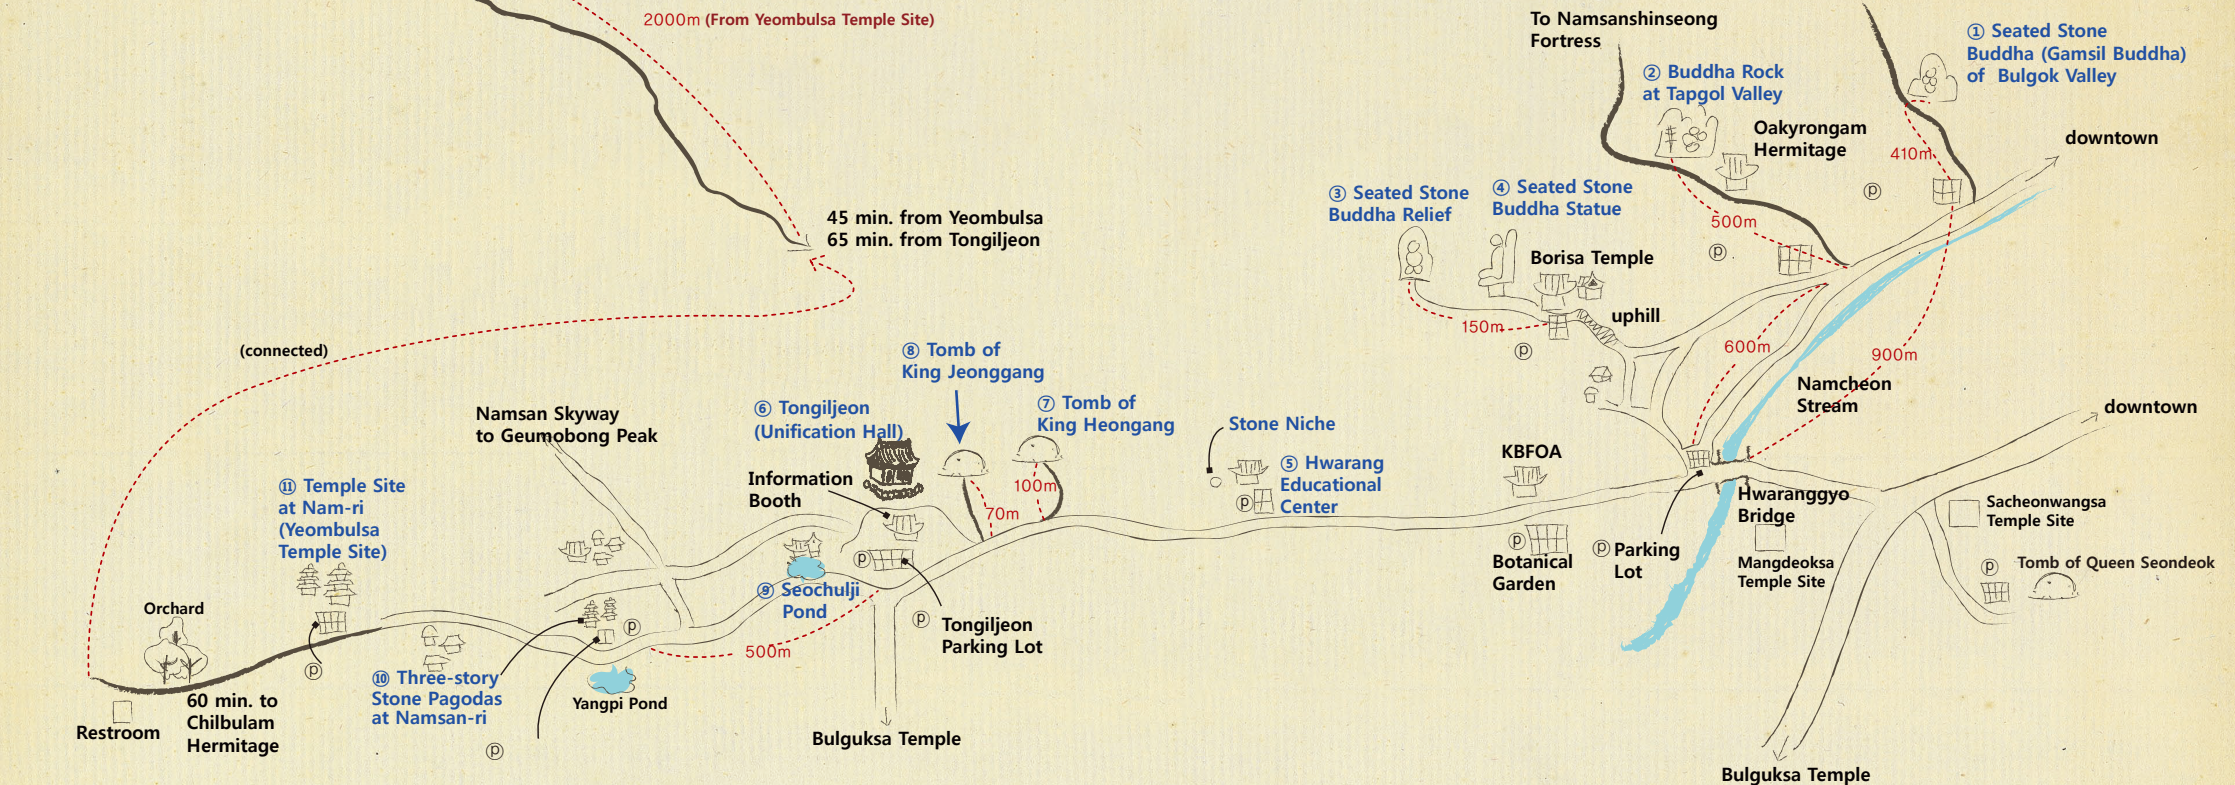 2000m (From Yeombulsa Temple Site)
To Namsanshinseong
Fortress
① Seated Stone
Buddha (Gamsil Buddha)
of Bulgok Valley
② Buddha Rock
at Tapgol Valley
Oakyrongam
Hermitage
downtown
410m
ⓟ
③ Seated Stone
Buddha Relief
④ Seated Stone
Buddha Statue
500m
ⓟ
45 min. from Yeombulsa
65 min. from Tongiljeon
Borisa Temple
uphill
150m
ⓟ
600m
900m
Namcheon
Stream
(connected)
⑧ Tomb of
King Jeonggang
Namsan Skyway
to Geumobong Peak
⑥ Tongiljeon
(Unification Hall)
⑦ Tomb of
King Heongang
Stone Niche
downtown
Information
Booth
100m
70m
⑤ Hwarang
Educational
Center
ⓟ
KBFOA
Hwaranggyo
Bridge
Sacheonwangsa
Temple Site
⑪ Temple Site
at Nam-ri
(Yeombulsa
Temple Site)
ⓟ
ⓟ
Botanical
Garden
ⓟ Parking
Lot
Mangdeoksa
Temple Site
ⓟ
Tomb of Queen Seondeok
⑨ Seochulji
Pond
Orchard
ⓟ
ⓟ
Tongiljeon
Parking Lot
500m
ⓟ
⑩ Three-story
Stone Pagodas
at Namsan-ri
Yangpi Pond
60 min. to
Chilbulam
Hermitage
Restroom
ⓟ
Bulguksa Temple
Bulguksa Temple